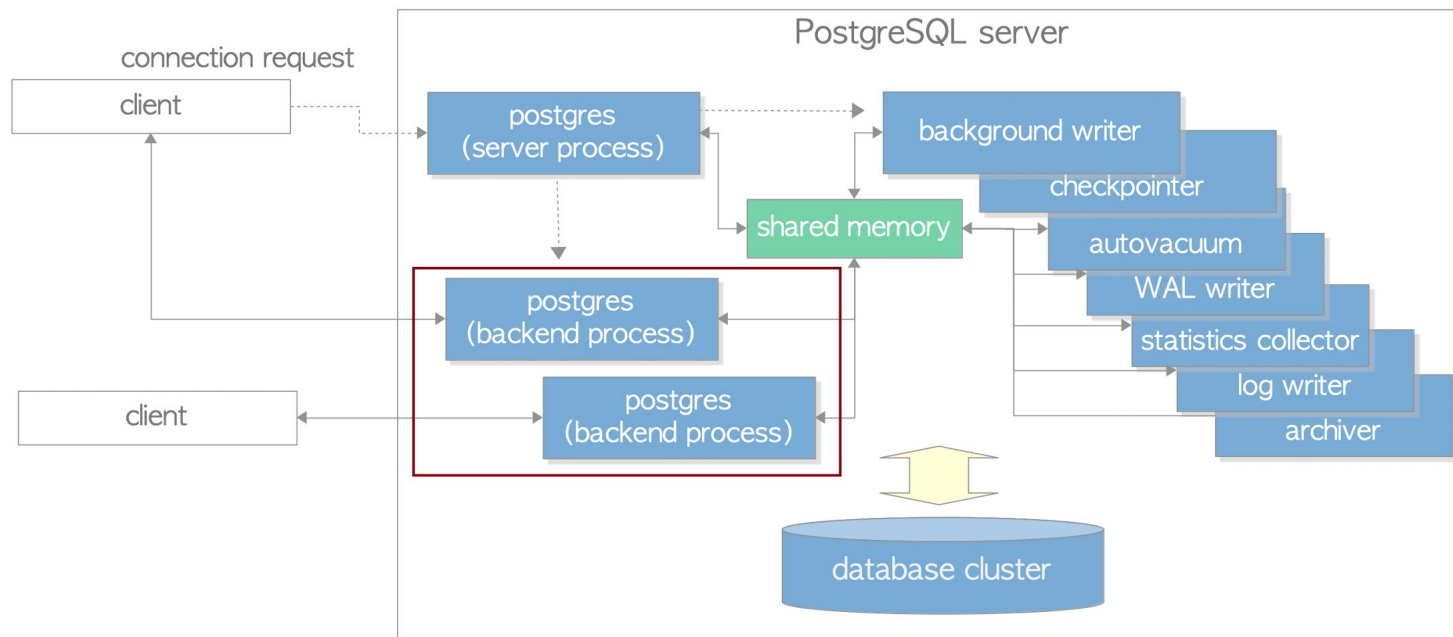 PostgreSQL server
connection request
client
postgres
(server process)
background writer
checkpointer
shared memory
autovacuum
WAL writer
postgres
(backend process)
statistics collector
log writer
client
postgres
(backend process)
archiver
database cluster